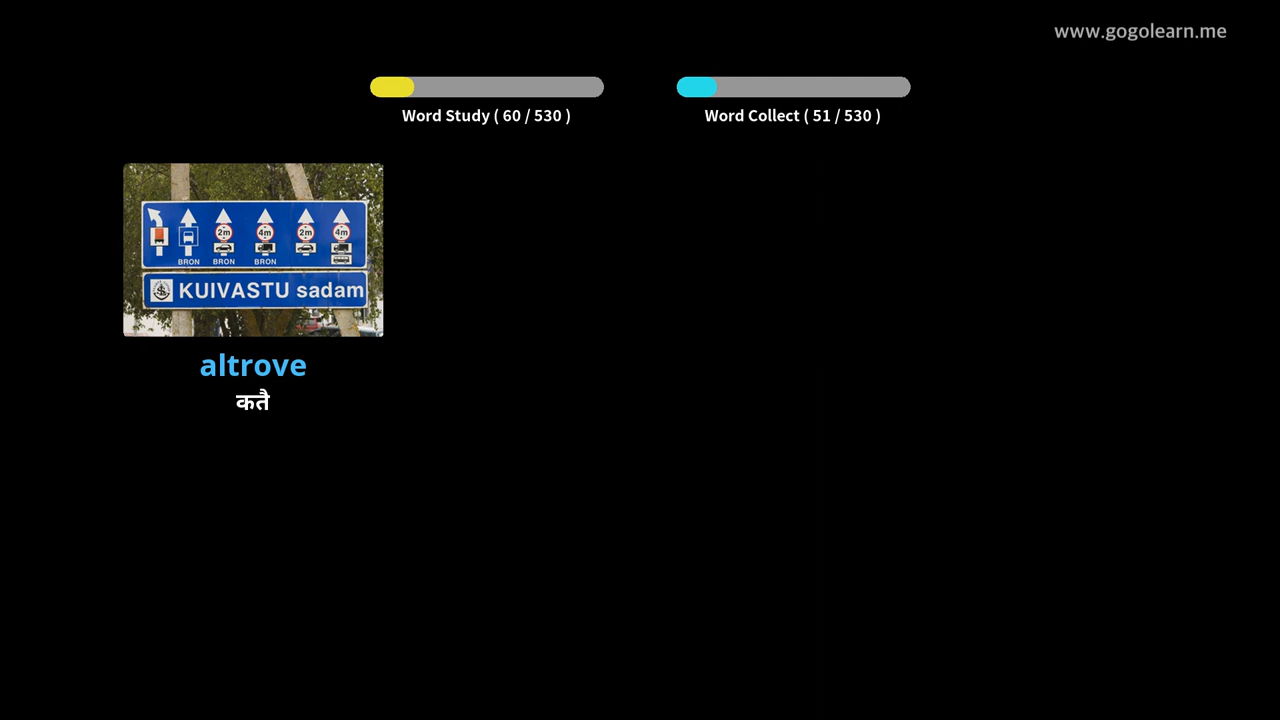 www.gogolearn.me
Word Study ( 60 / 530 )
Word Collect ( 51 / 530 )
2m 4m 2m 4m
BRON BRON BRON
KUIVASTU sadam
altrove
कतै